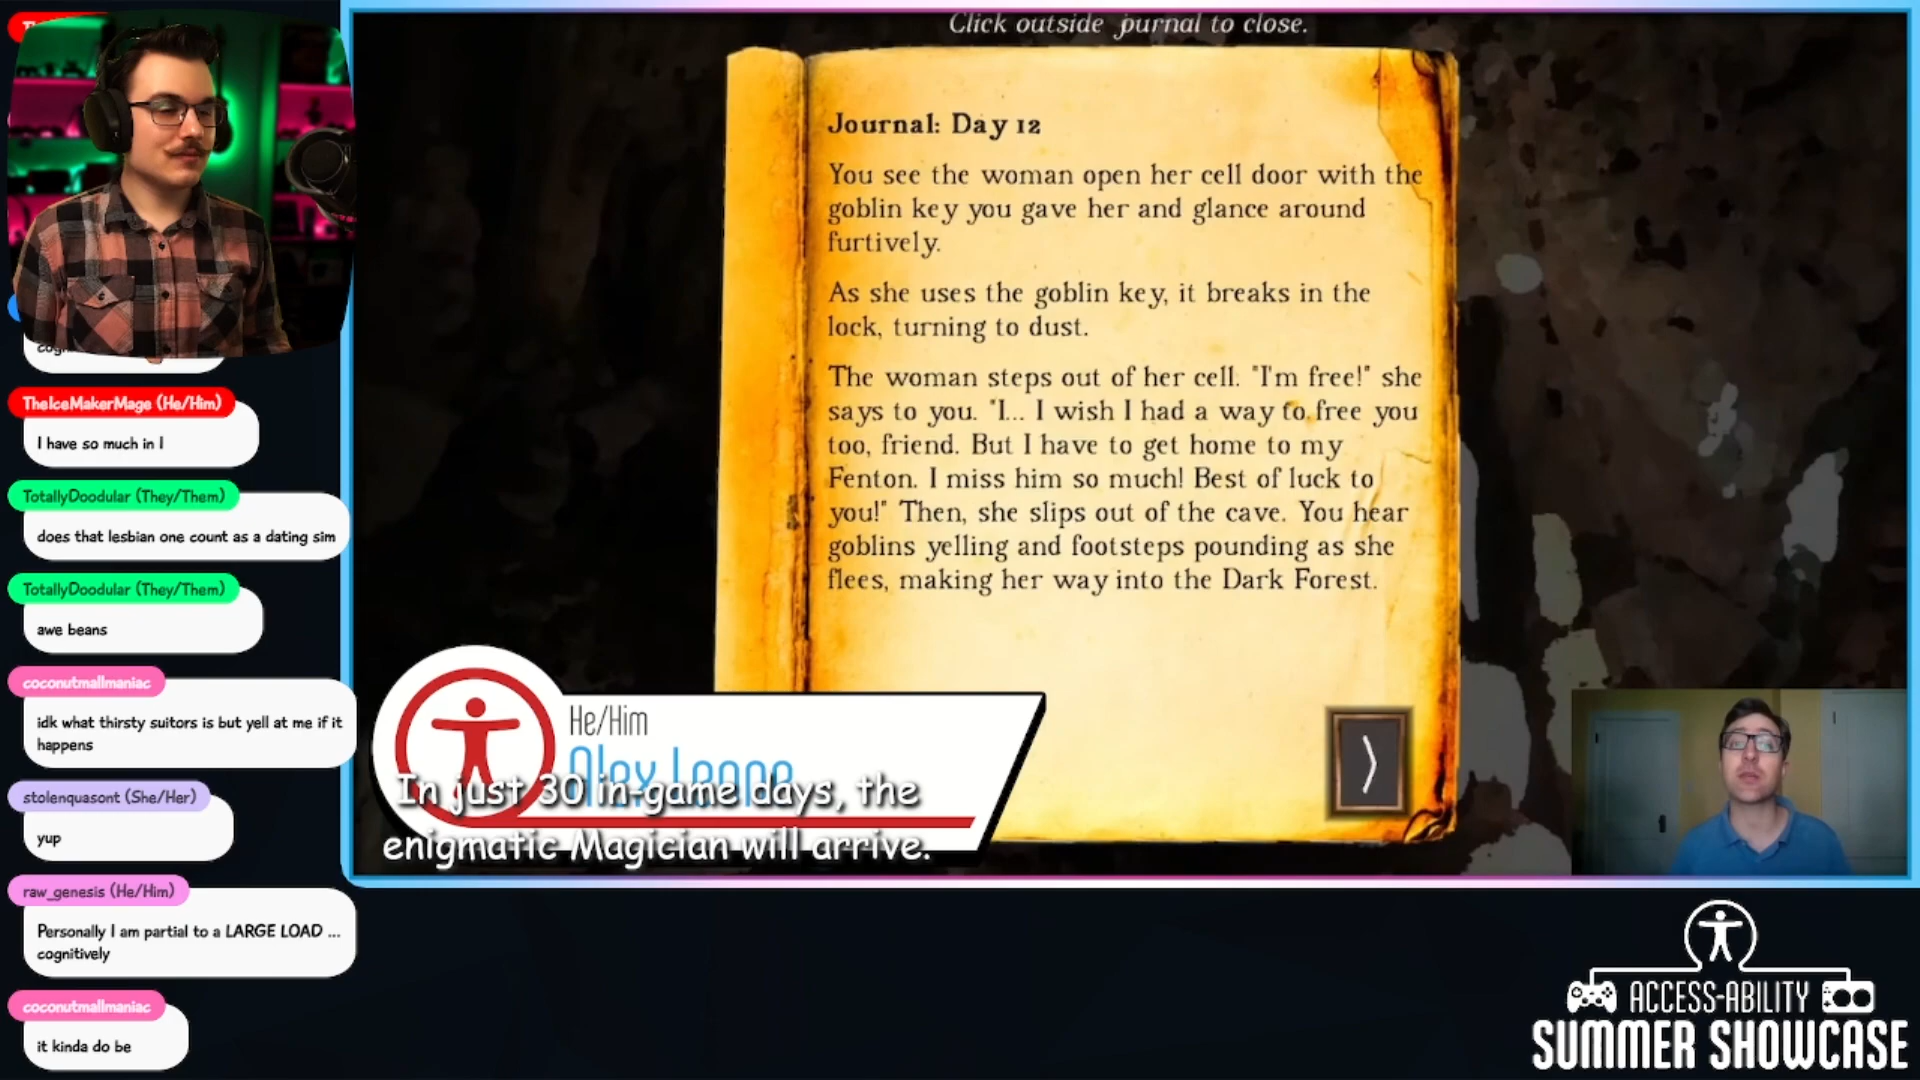 Click outside journal to close.
Journal: Day 12
You see the woman open her cell door with the
goblin key you gave her and glance around
furtively.
As she uses the goblin key, it breaks in the
lock, turning to dust.
The woman steps out of her cell. "I'm free!" she
says to you. "I... I wish I had a way to free you
too, friend. But I have to get home to my
Fenton. I miss him so much! Best of luck to
you!" Then, she slips out of the cave. You hear
goblins yelling and footsteps pounding as she
flees, making her way into the Dark Forest.
He/Him
In just 30 in-game days, the
enigmatic Magician will arrive.
TheIceMakerMage (He/Him)
I have so much in l
TotallyDoodular (They/Them)
does that lesbian one count as a dating sim
TotallyDoodular (They/Them)
awe beans
coconutmallmaniac
idk what thirsty suitors is but yell at me if it
happens
stolenquasont (She/Her)
yup
raw_genesis (He/Him)
Personally I am partial to a LARGE LOAD ...
cognitively
coconutmallmaniac
it kinda do be
ACCESS-ABILITY
SUMMER SHOWCASE